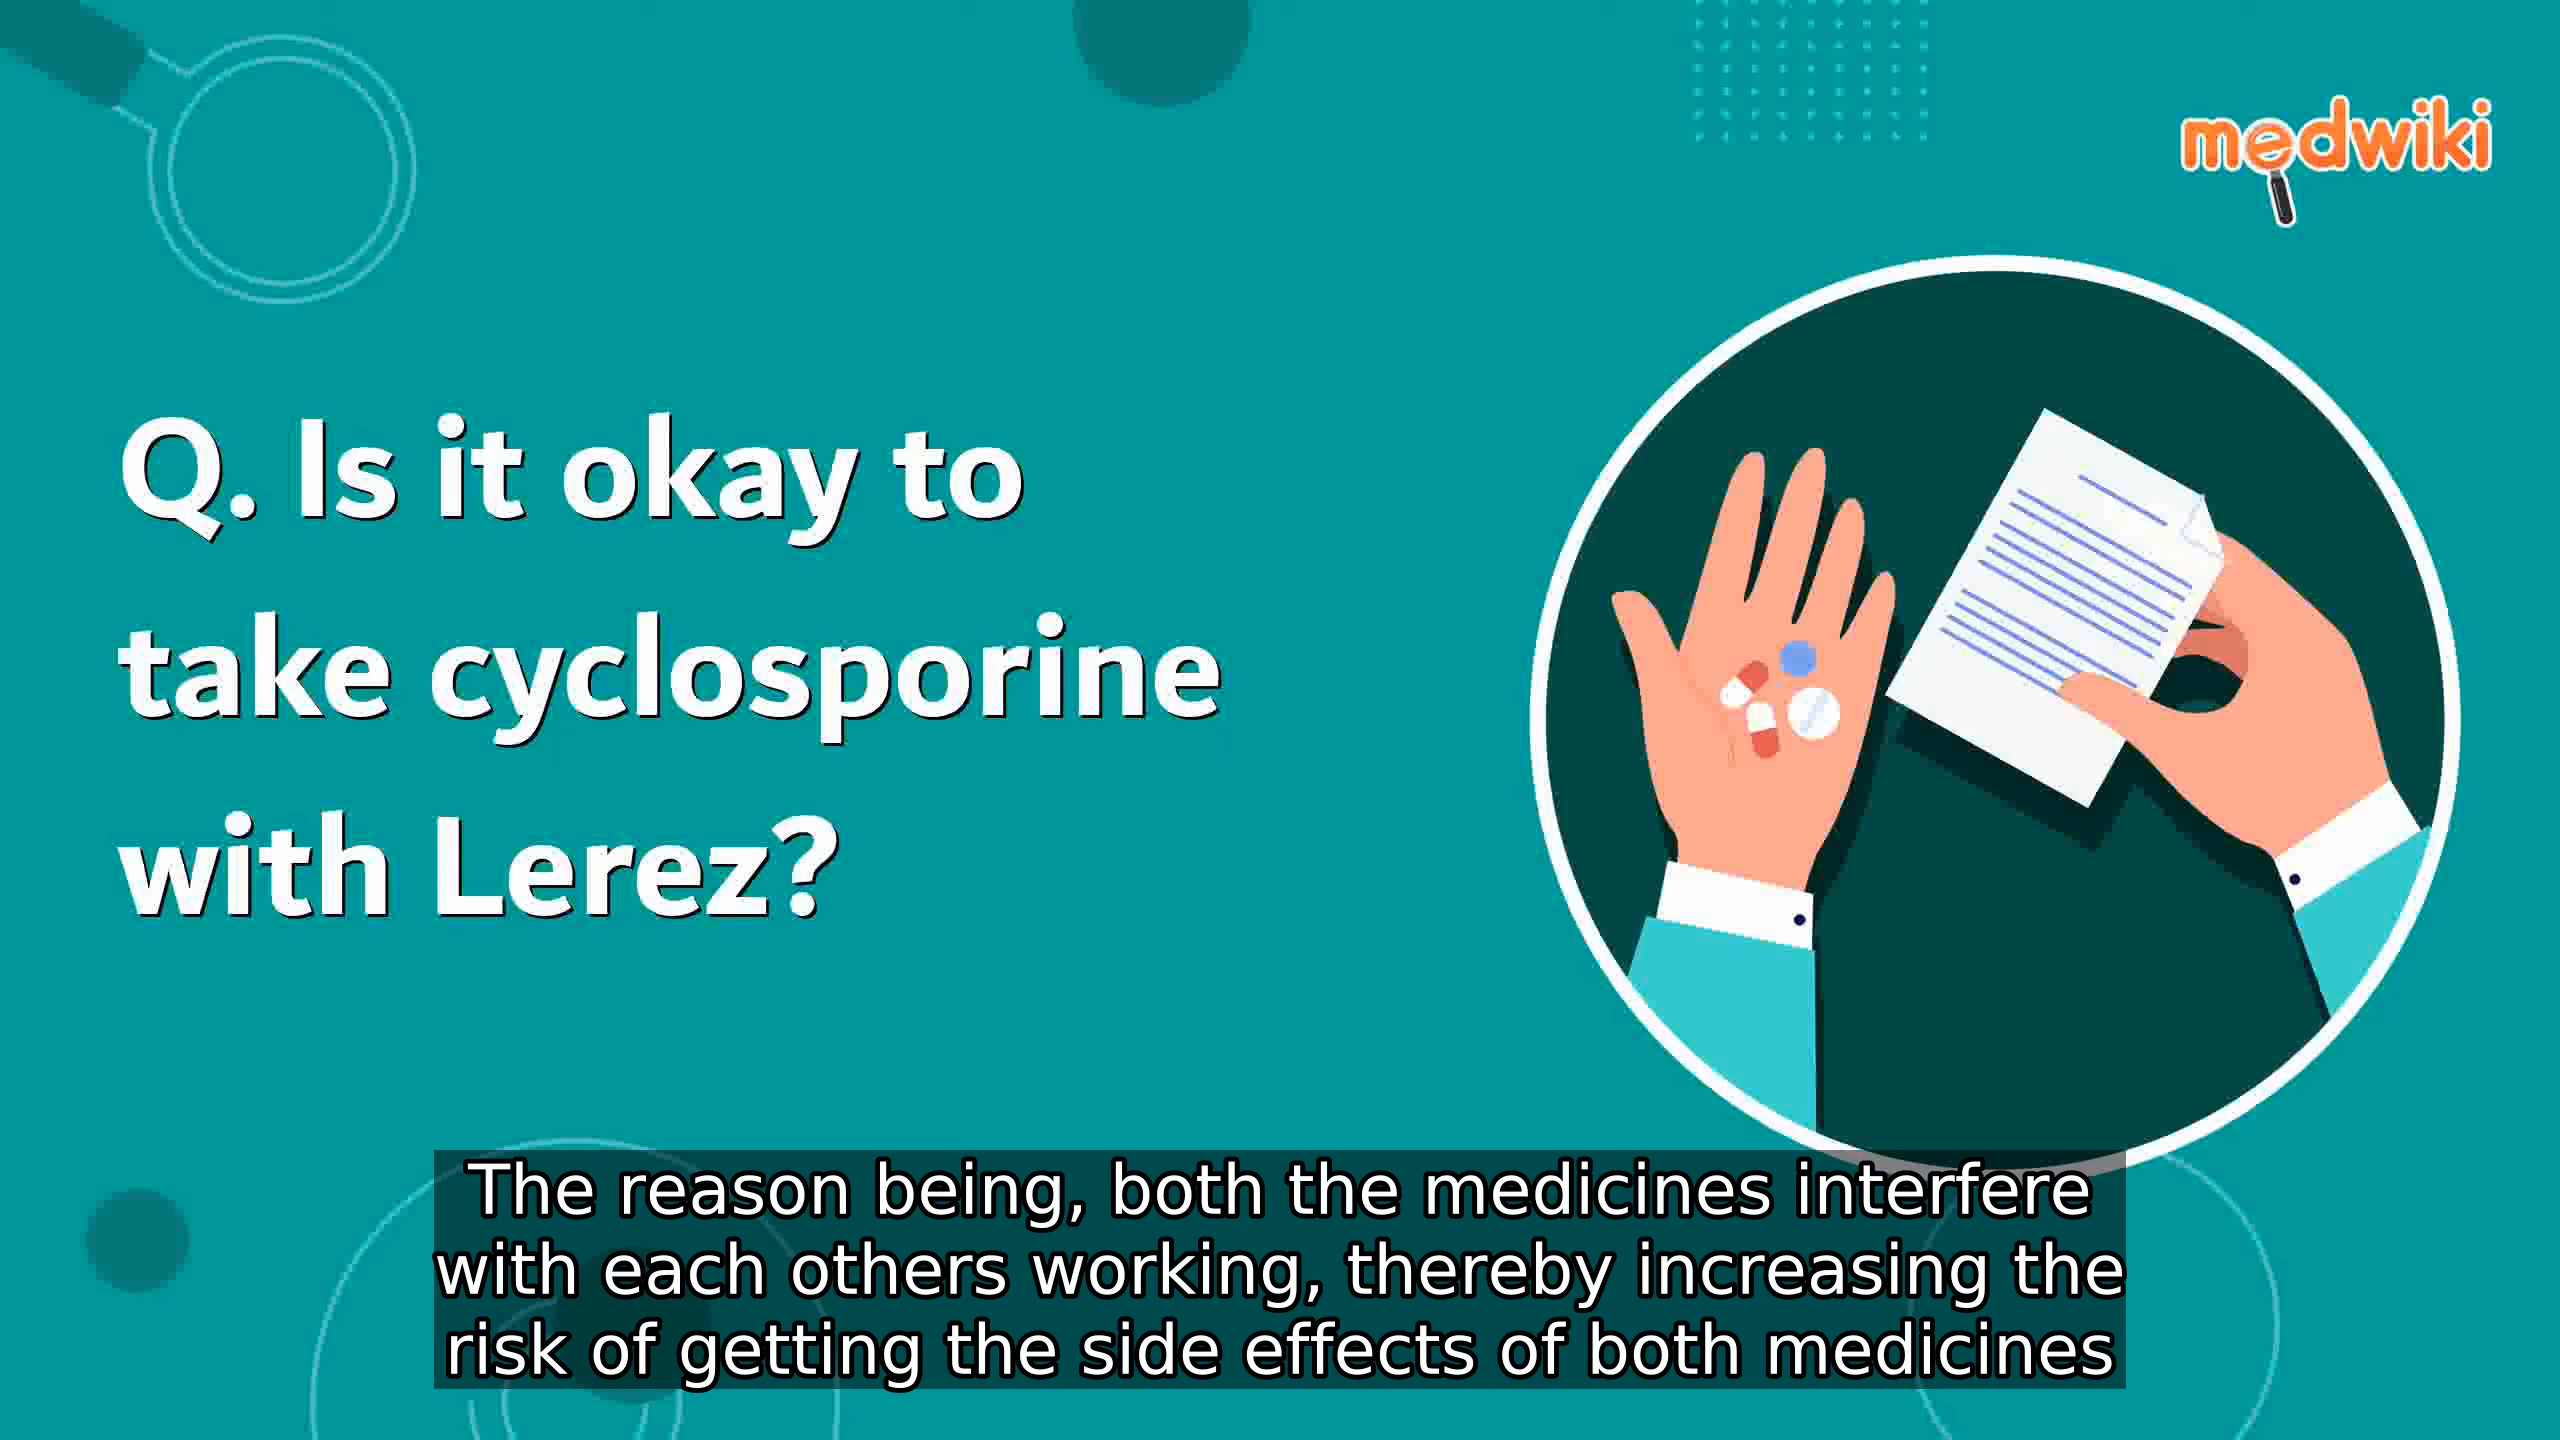 medwiki
Q. Is it okay to
take cyclosporine
with Lerez?
The reason being, both the medicines interfere
with each others working, thereby increasing the
risk of getting the side effects of both medicines